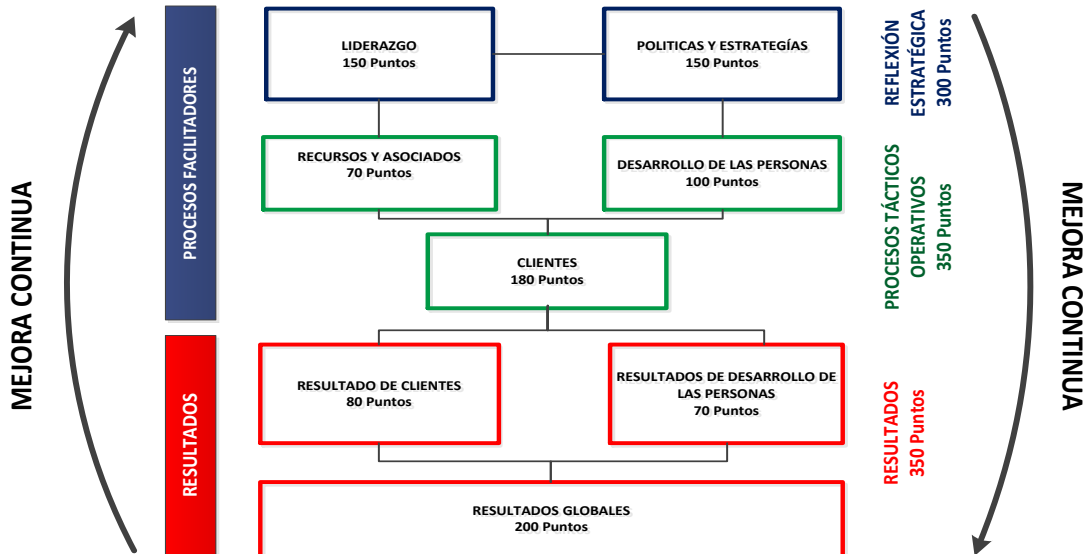 MEJORA CONTINUA
PROCESOS FACILITADORES
LIDERAZGO
150 Puntos
POLITICAS Y ESTRATEGÍAS
150 Puntos
REFLEXIÓN
ESTRATÉGICA
300 Puntos
RECURSOS Y ASOCIADOS
70 Puntos
DESARROLLO DE LAS PERSONAS
100 Puntos
CLIENTES
180 Puntos
PROCESOS TÁCTICOS
OPERATIVOS
350 Puntos
RESULTADOS
RESULTADO DE CLIENTES
80 Puntos
RESULTADOS DE DESARROLLO DE
LAS PERSONAS
70 Puntos
RESULTADOS
350 Puntos
RESULTADOS GLOBALES
200 Puntos
MEJORA CONTINUA